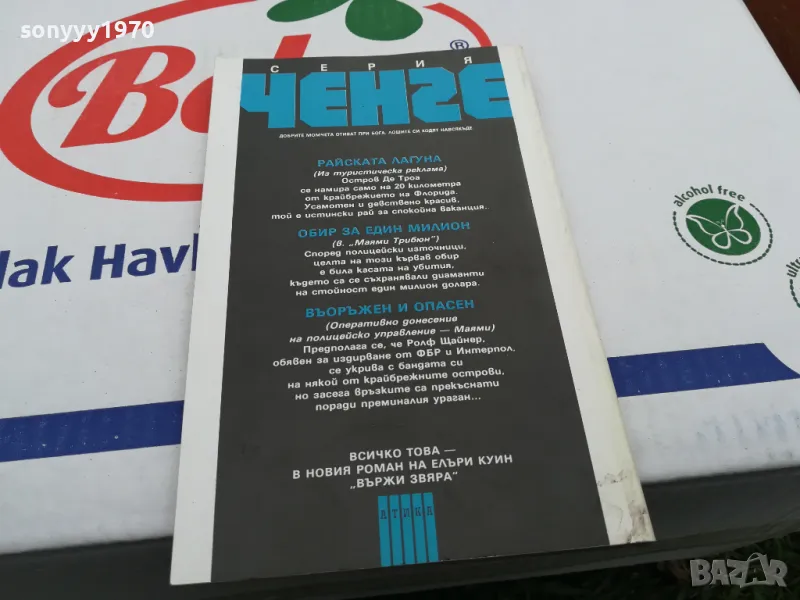 sonyyy1970
Bel
®
lak Havl
alcohol free
СЕРИЯ
ЧЕНГЕ
ДОБРИТЕ МОМЧЕТА ОТИВАТ ПРИ БОГА, ЛОШИТЕ СИ ХОДЯТ НАВСЯКЪДЕ
РАЙСКАТА ЛАГУНА
(Из туристическа реклама)
Остров Де Троа
се намира само на 20 километра
от крайбрежието на Флорида.
Усамотен и девствено красив,
той е истински рай за спокойна ваканция.
ОБИР ЗА ЕДИН МИЛИОН
(в. „Маями Трибюн")
Според полицейски източници,
целта на този кървав обир
е била касата на убития,
където са се съхранявали диаманти
на стойност един милион долара.
ВЪОРЪЖЕН И ОПАСЕН
(Оперативно донесение
на полицейско управление — Маями)
Предполага се, че Ролф Щайнер,
обявен за издирване от ФБР и Интерпол,
се укрива с бандата си
на някой от крайбрежните острови,
но засега връзките са прекъснати
поради преминалия ураган...
ВСИЧКО ТОВА —
В НОВИЯ РОМАН НА ЕЛЪРИ КУИН
„ВЪРЖИ ЗВЯРА"
АТИКА
BAZAR